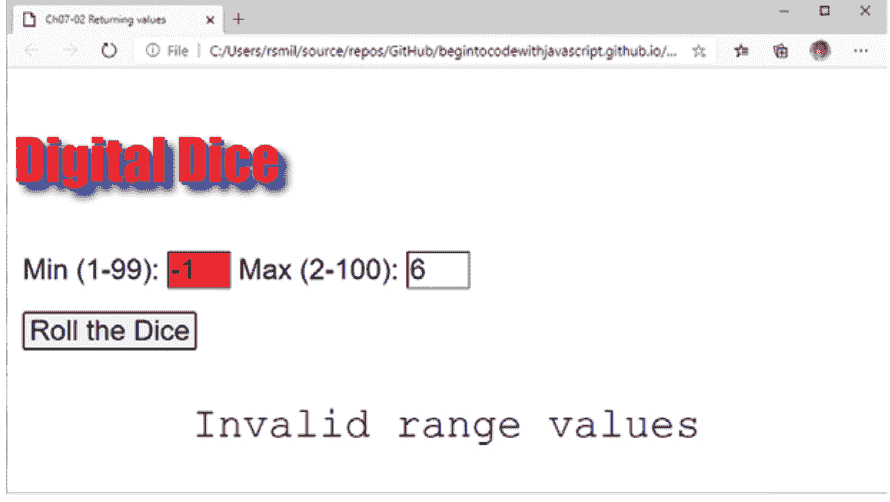 Ch07-02 Returning values
File | C:/Users/rsmil/source/repos/GitHub/begintocodewithjavascript.github.io/...
Digital Dice
Min (1-99): -1 Max (2-100): 6
Roll the Dice
Invalid range values